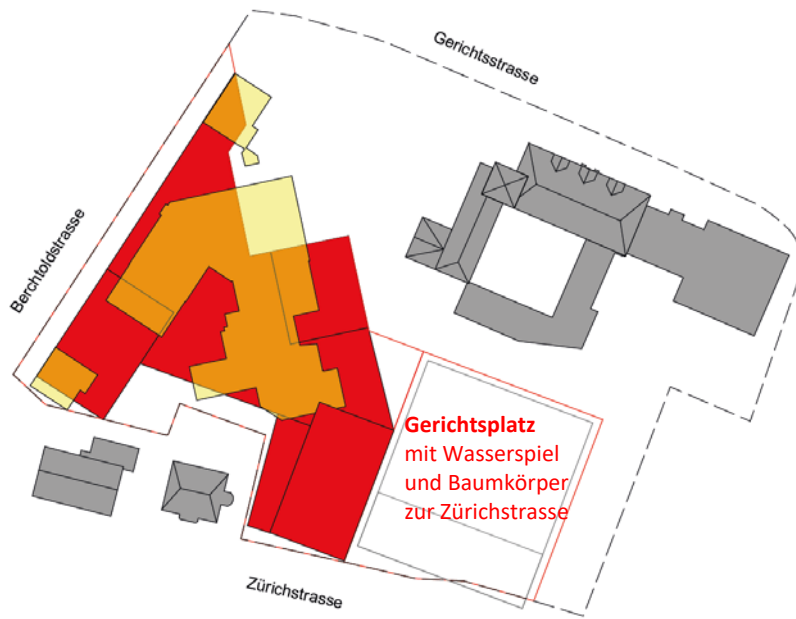 Gerichtsstrasse
Berchtoldstrasse
Gerichtsplatz
mit Wasserspiel
und Baumkörper
zur Zürichstrasse
Zürichstrasse